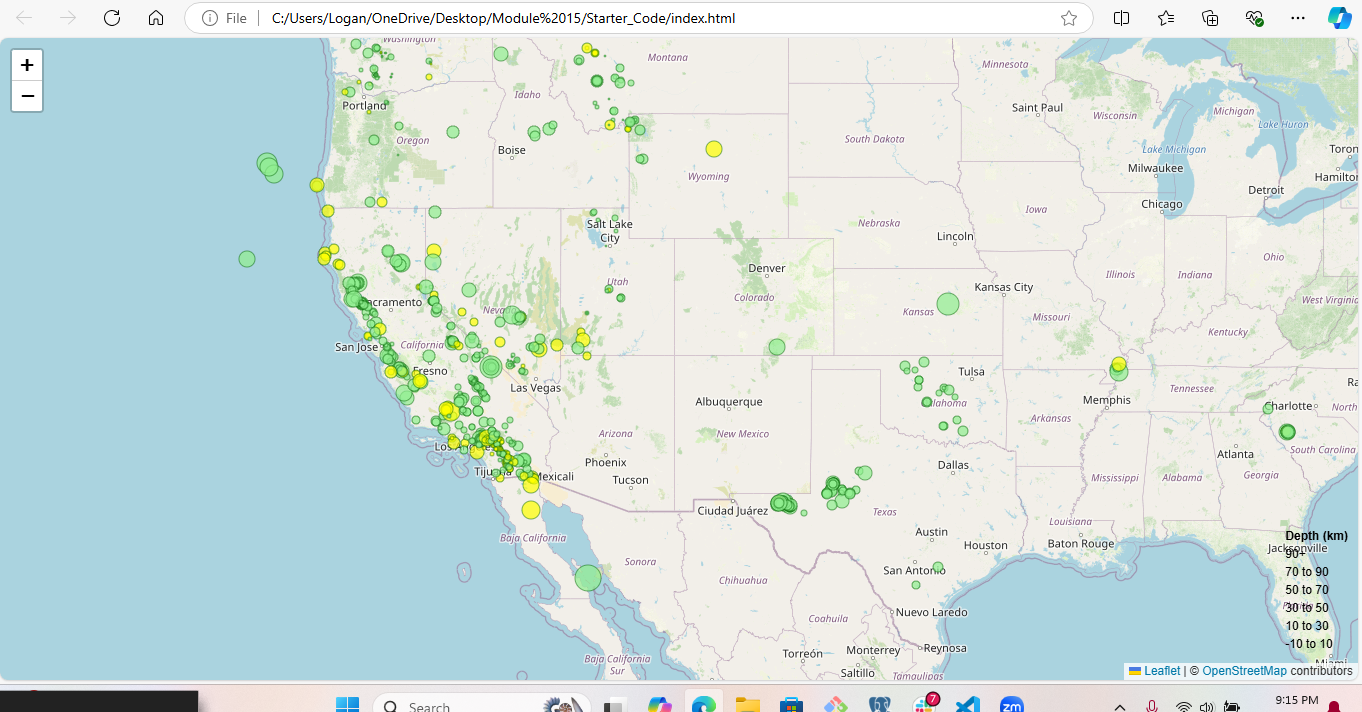 File
C:/Users/Logan/OneDrive/Desktop/Module%2015/Starter_Code/index.html
+
−
Washington
Montana
Minnesota
Portland
Idaho
Saint Paul
Wisconsin
Michigan
Lake Huron
Oregon
Boise
South Dakota
Lake Michigan
Toron
Milwaukee
Wyoming
Hamilton
Detroit
Chicago
Iowa
Salt Lake
City
Nebraska
Lincoln
Ohio
Denver
Illinois
Indiana
Utah
Kansas City
Colorado
acramento
Nevada
Kansas
West Virginia
Missouri
Kentucky
San Jose
California
Fresno
Tulsa
Las Vegas
Tennessee
Albuquerque
Memphis
lahoma
Charlotte
North
Arkansas
Arizona
New Mexico
Los Angeles
South Carolina
Atlanta
Phoenix
Dallas
Tijuana
Mexicali
Tucson
Mississippi
Alabama
Georgia
Ciudad Juárez
Texas
Louisiana
Austin
Baja California
Houston
Baton Rouge
Depth (km)
Jacksonville
90+
Sonora
San Antonio
70 to 90
Chihuahua
50 to 70
Nuevo Laredo
30 to 50
Coahuila
10 to 30
Reynosa
-10 to 10
Torreón
Monterrey
Baja California
Sur
Saltillo
Tamaulipas
Miami
Leaflet | © OpenStreetMap contributors
Search
7
zm
9:15 PM